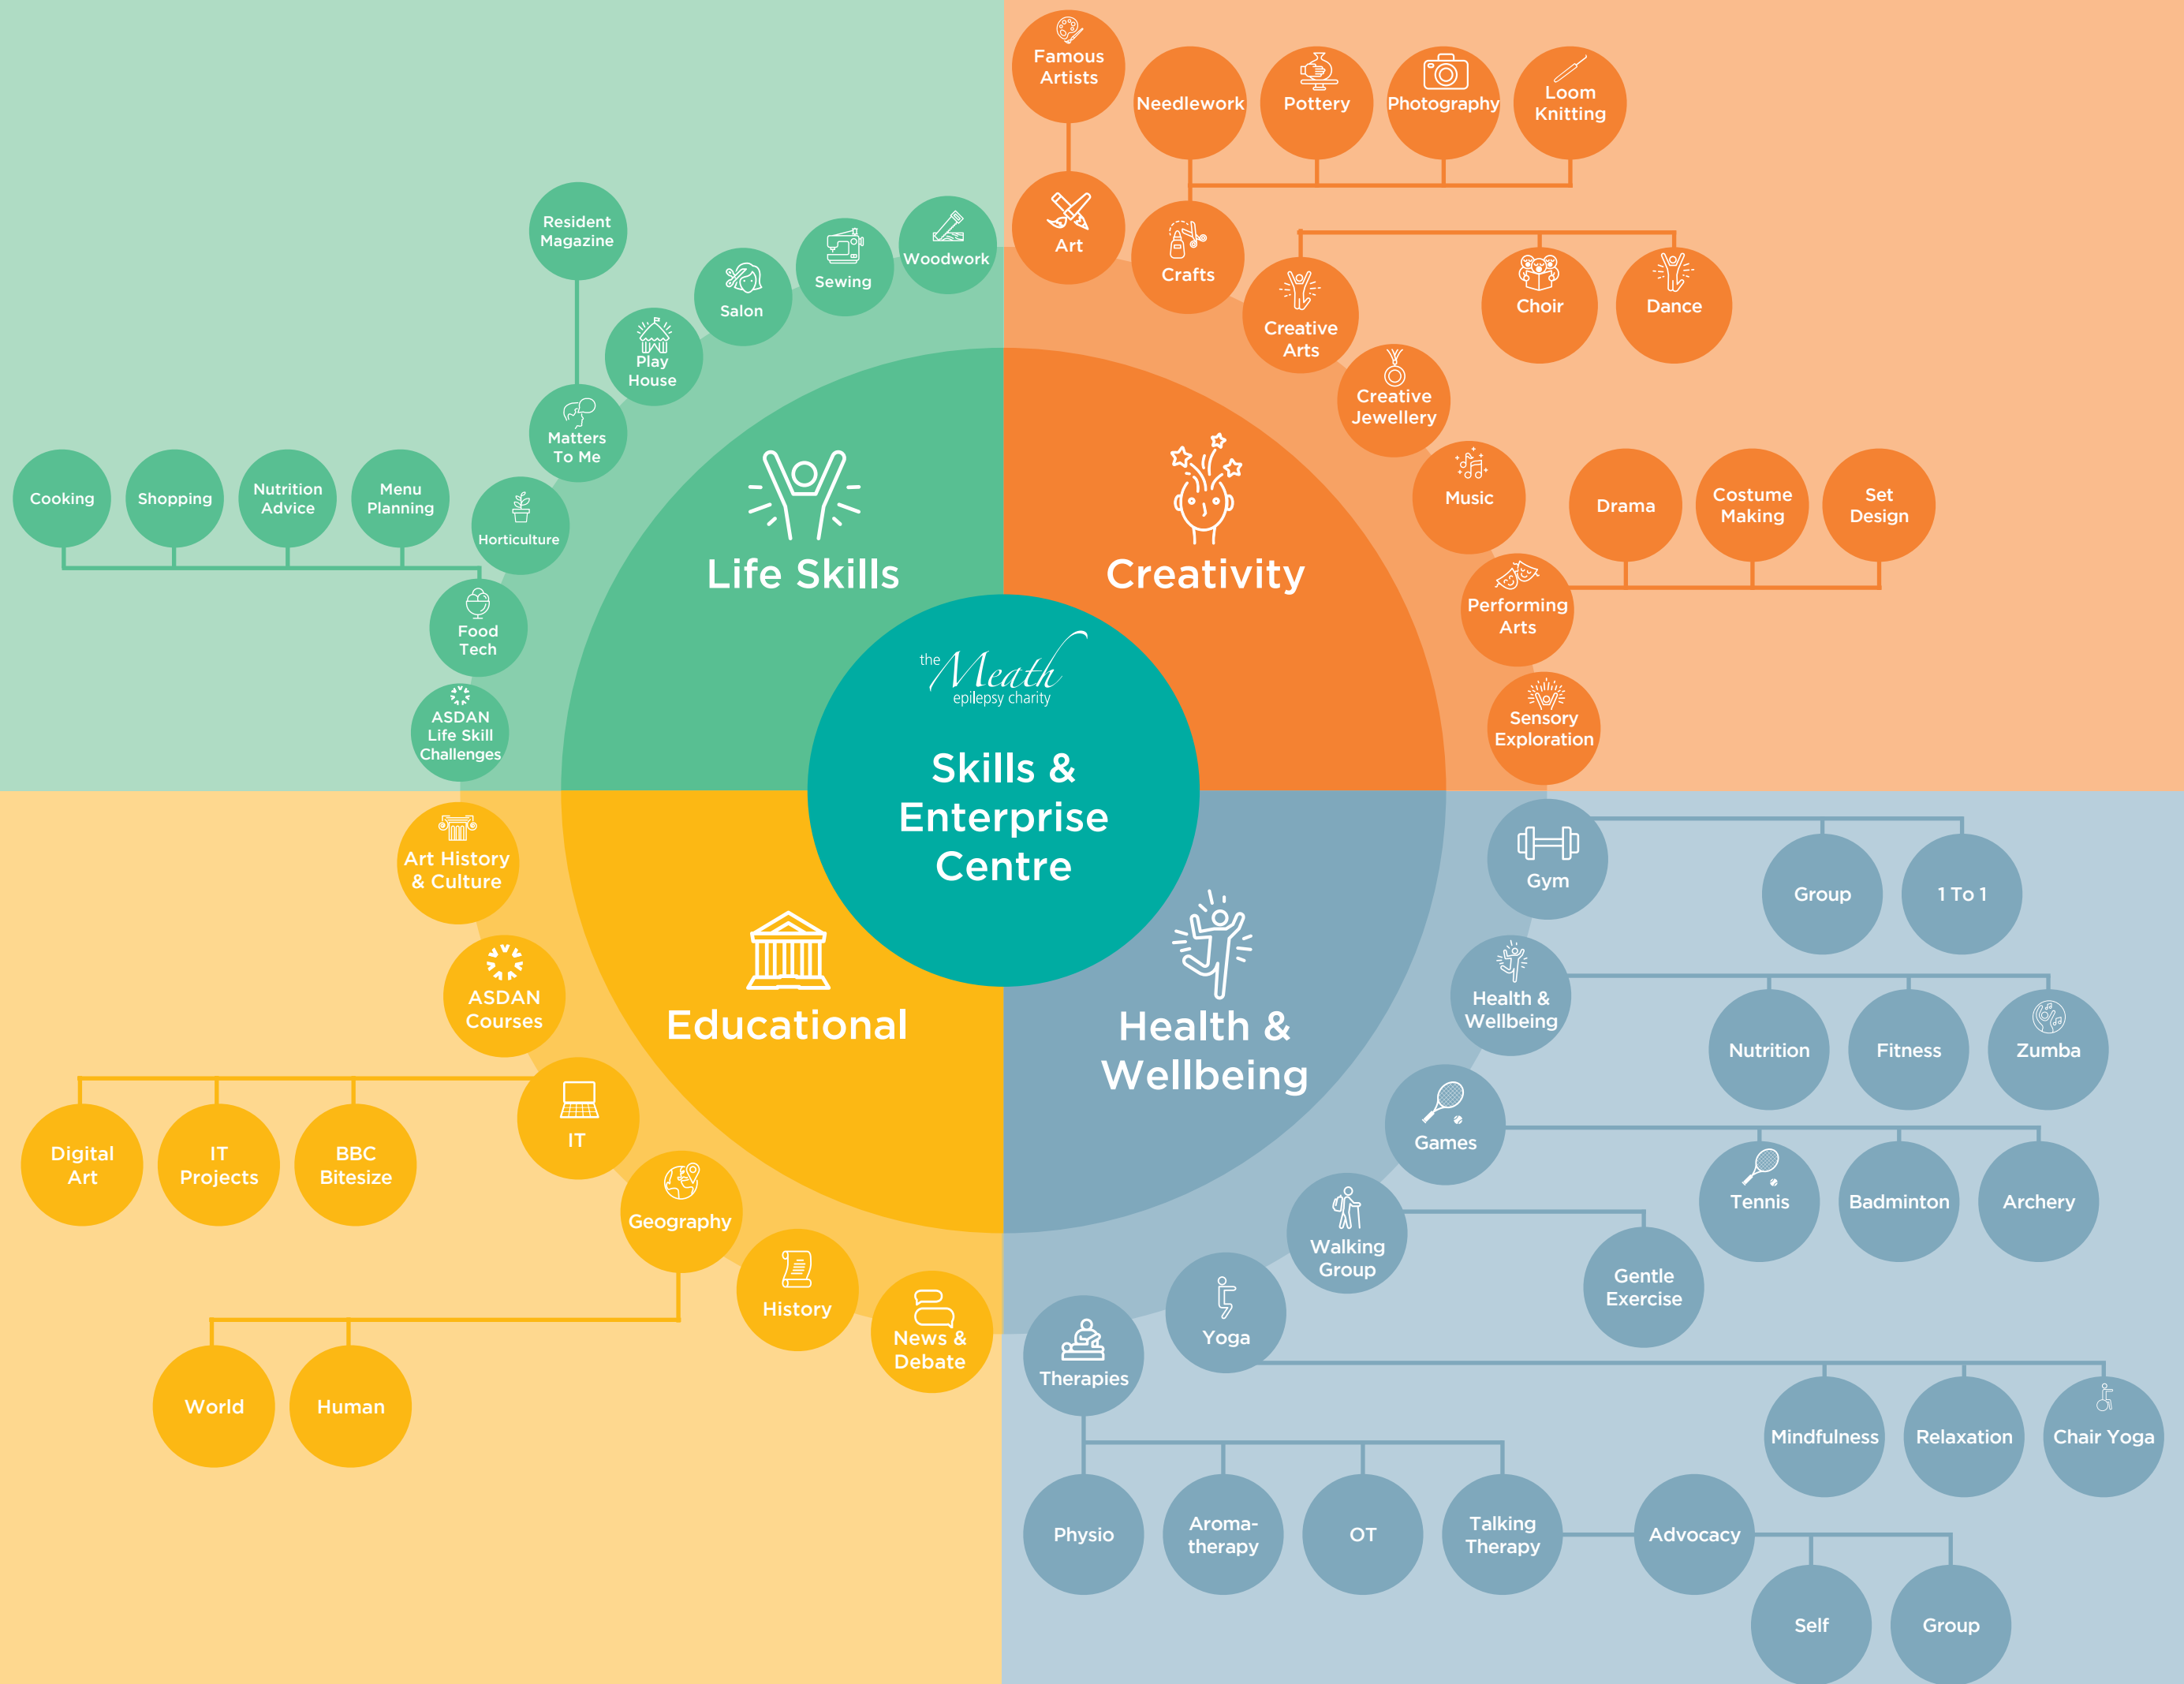 the Meath
epilepsy charity
Skills &
Enterprise
Centre
Life Skills
Resident
Magazine
Woodwork
Sewing
Salon
Play
House
Matters
To Me
Cooking
Shopping
Nutrition
Advice
Menu
Planning
Horticulture
Food
Tech
ASDAN
Life Skill
Challenges
Creativity
Famous
Artists
Needlework
Pottery
Photography
Loom
Knitting
Art
Crafts
Creative
Arts
Choir
Dance
Creative
Jewellery
Music
Drama
Costume
Making
Set
Design
Performing
Arts
Sensory
Exploration
Educational
Art History
& Culture
ASDAN
Courses
IT
Digital
Art
IT
Projects
BBC
Bitesize
Geography
World
Human
History
News &
Debate
Health &
Wellbeing
Gym
Group
1 To 1
Health &
Wellbeing
Nutrition
Fitness
Zumba
Games
Tennis
Badminton
Archery
Walking
Group
Gentle
Exercise
Yoga
Mindfulness
Relaxation
Chair Yoga
Therapies
Physio
Aroma-
therapy
OT
Talking
Therapy
Advocacy
Self
Group